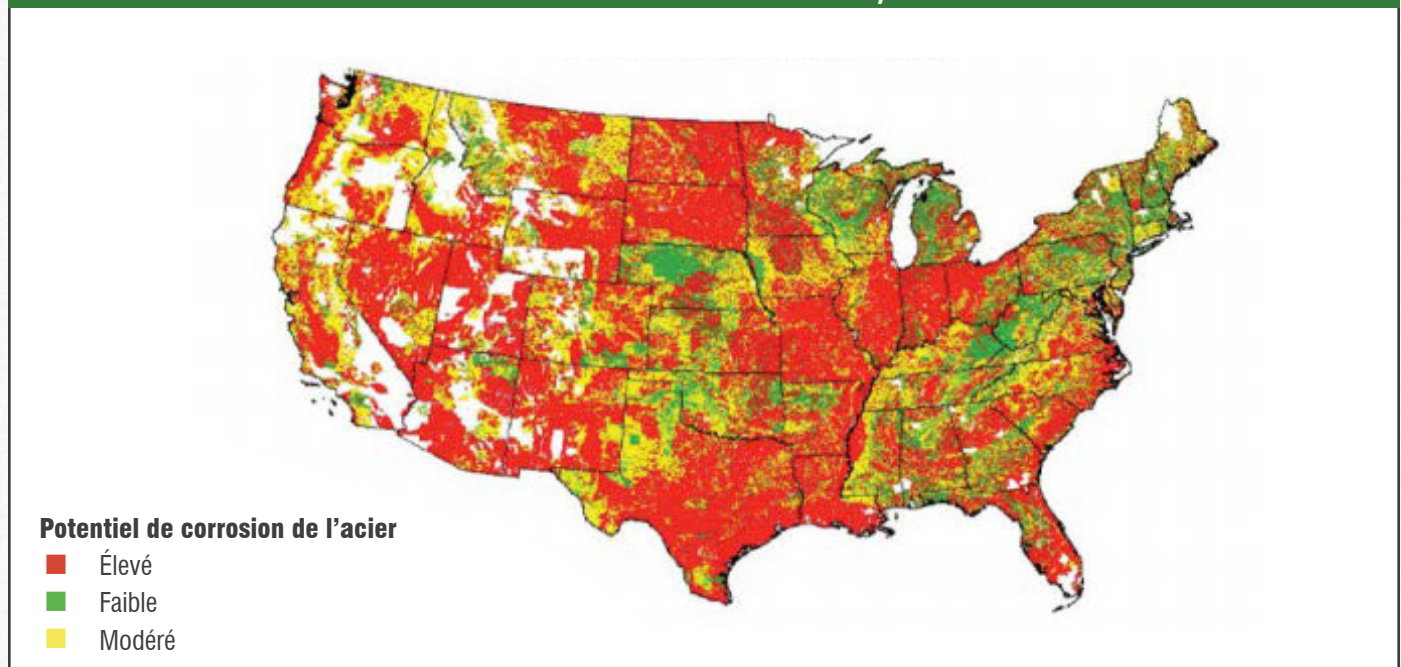 Potentiel de corrosion de l’acier
Élevé
Faible
Modéré